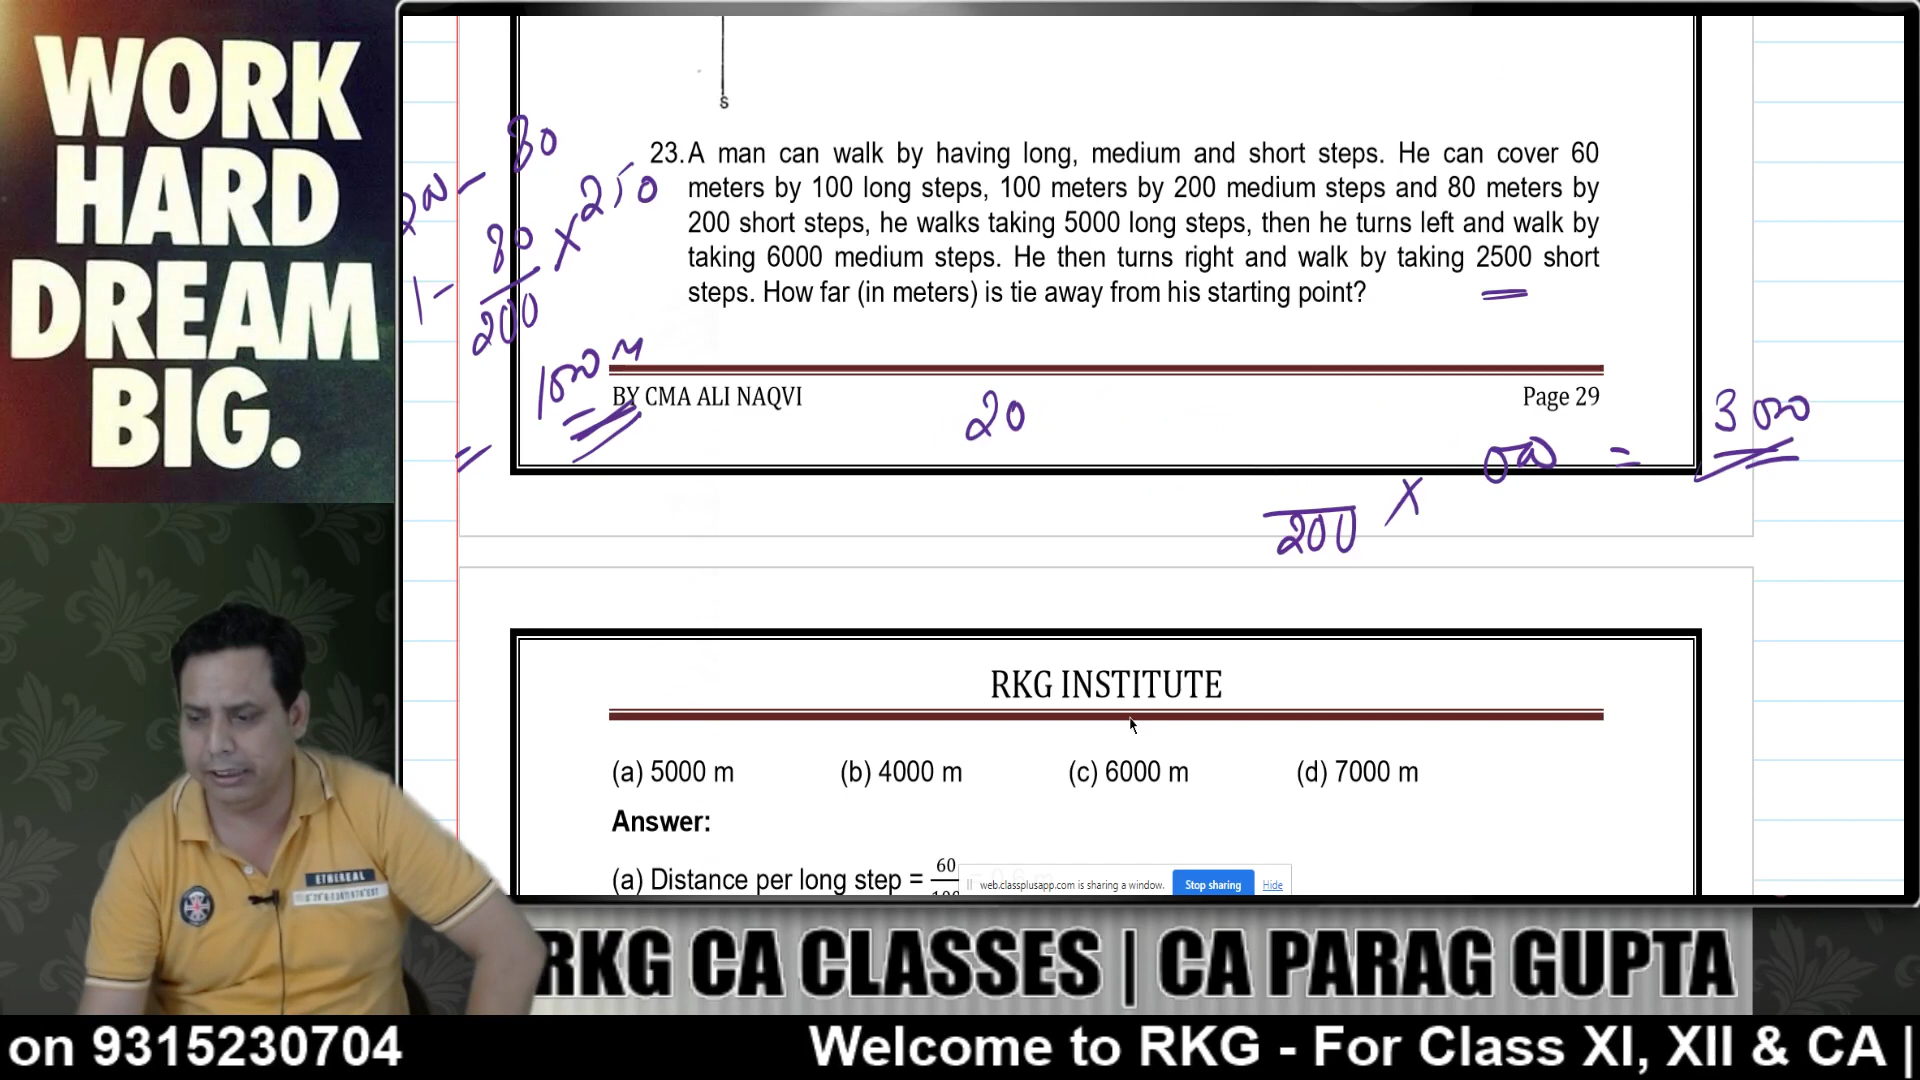 WORK
HARD
DREAM
BIG.
S
23. A man can walk by having long, medium and short steps. He can cover 60
meters by 100 long steps, 100 meters by 200 medium steps and 80 meters by
200 short steps, he walks taking 5000 long steps, then he turns left and walk by
taking 6000 medium steps. He then turns right and walk by taking 2500 short
steps. How far (in meters) is tie away from his starting point?
80
1 - 80/200 × 250
= 1000 M
BY CMA ALI NAQVI
Page 29
20
200 ×
= 3000
RKG INSTITUTE
(a) 5000 m (b) 4000 m (c) 6000 m (d) 7000 m
Answer:
(a) Distance per long step = 60
web.classplusapp.com is sharing a window. Stop sharing Hide
ETHEREAL
RKG CA CLASSES | CA PARAG GUPTA
on 9315230704 Welcome to RKG - For Class XI, XII & CA |